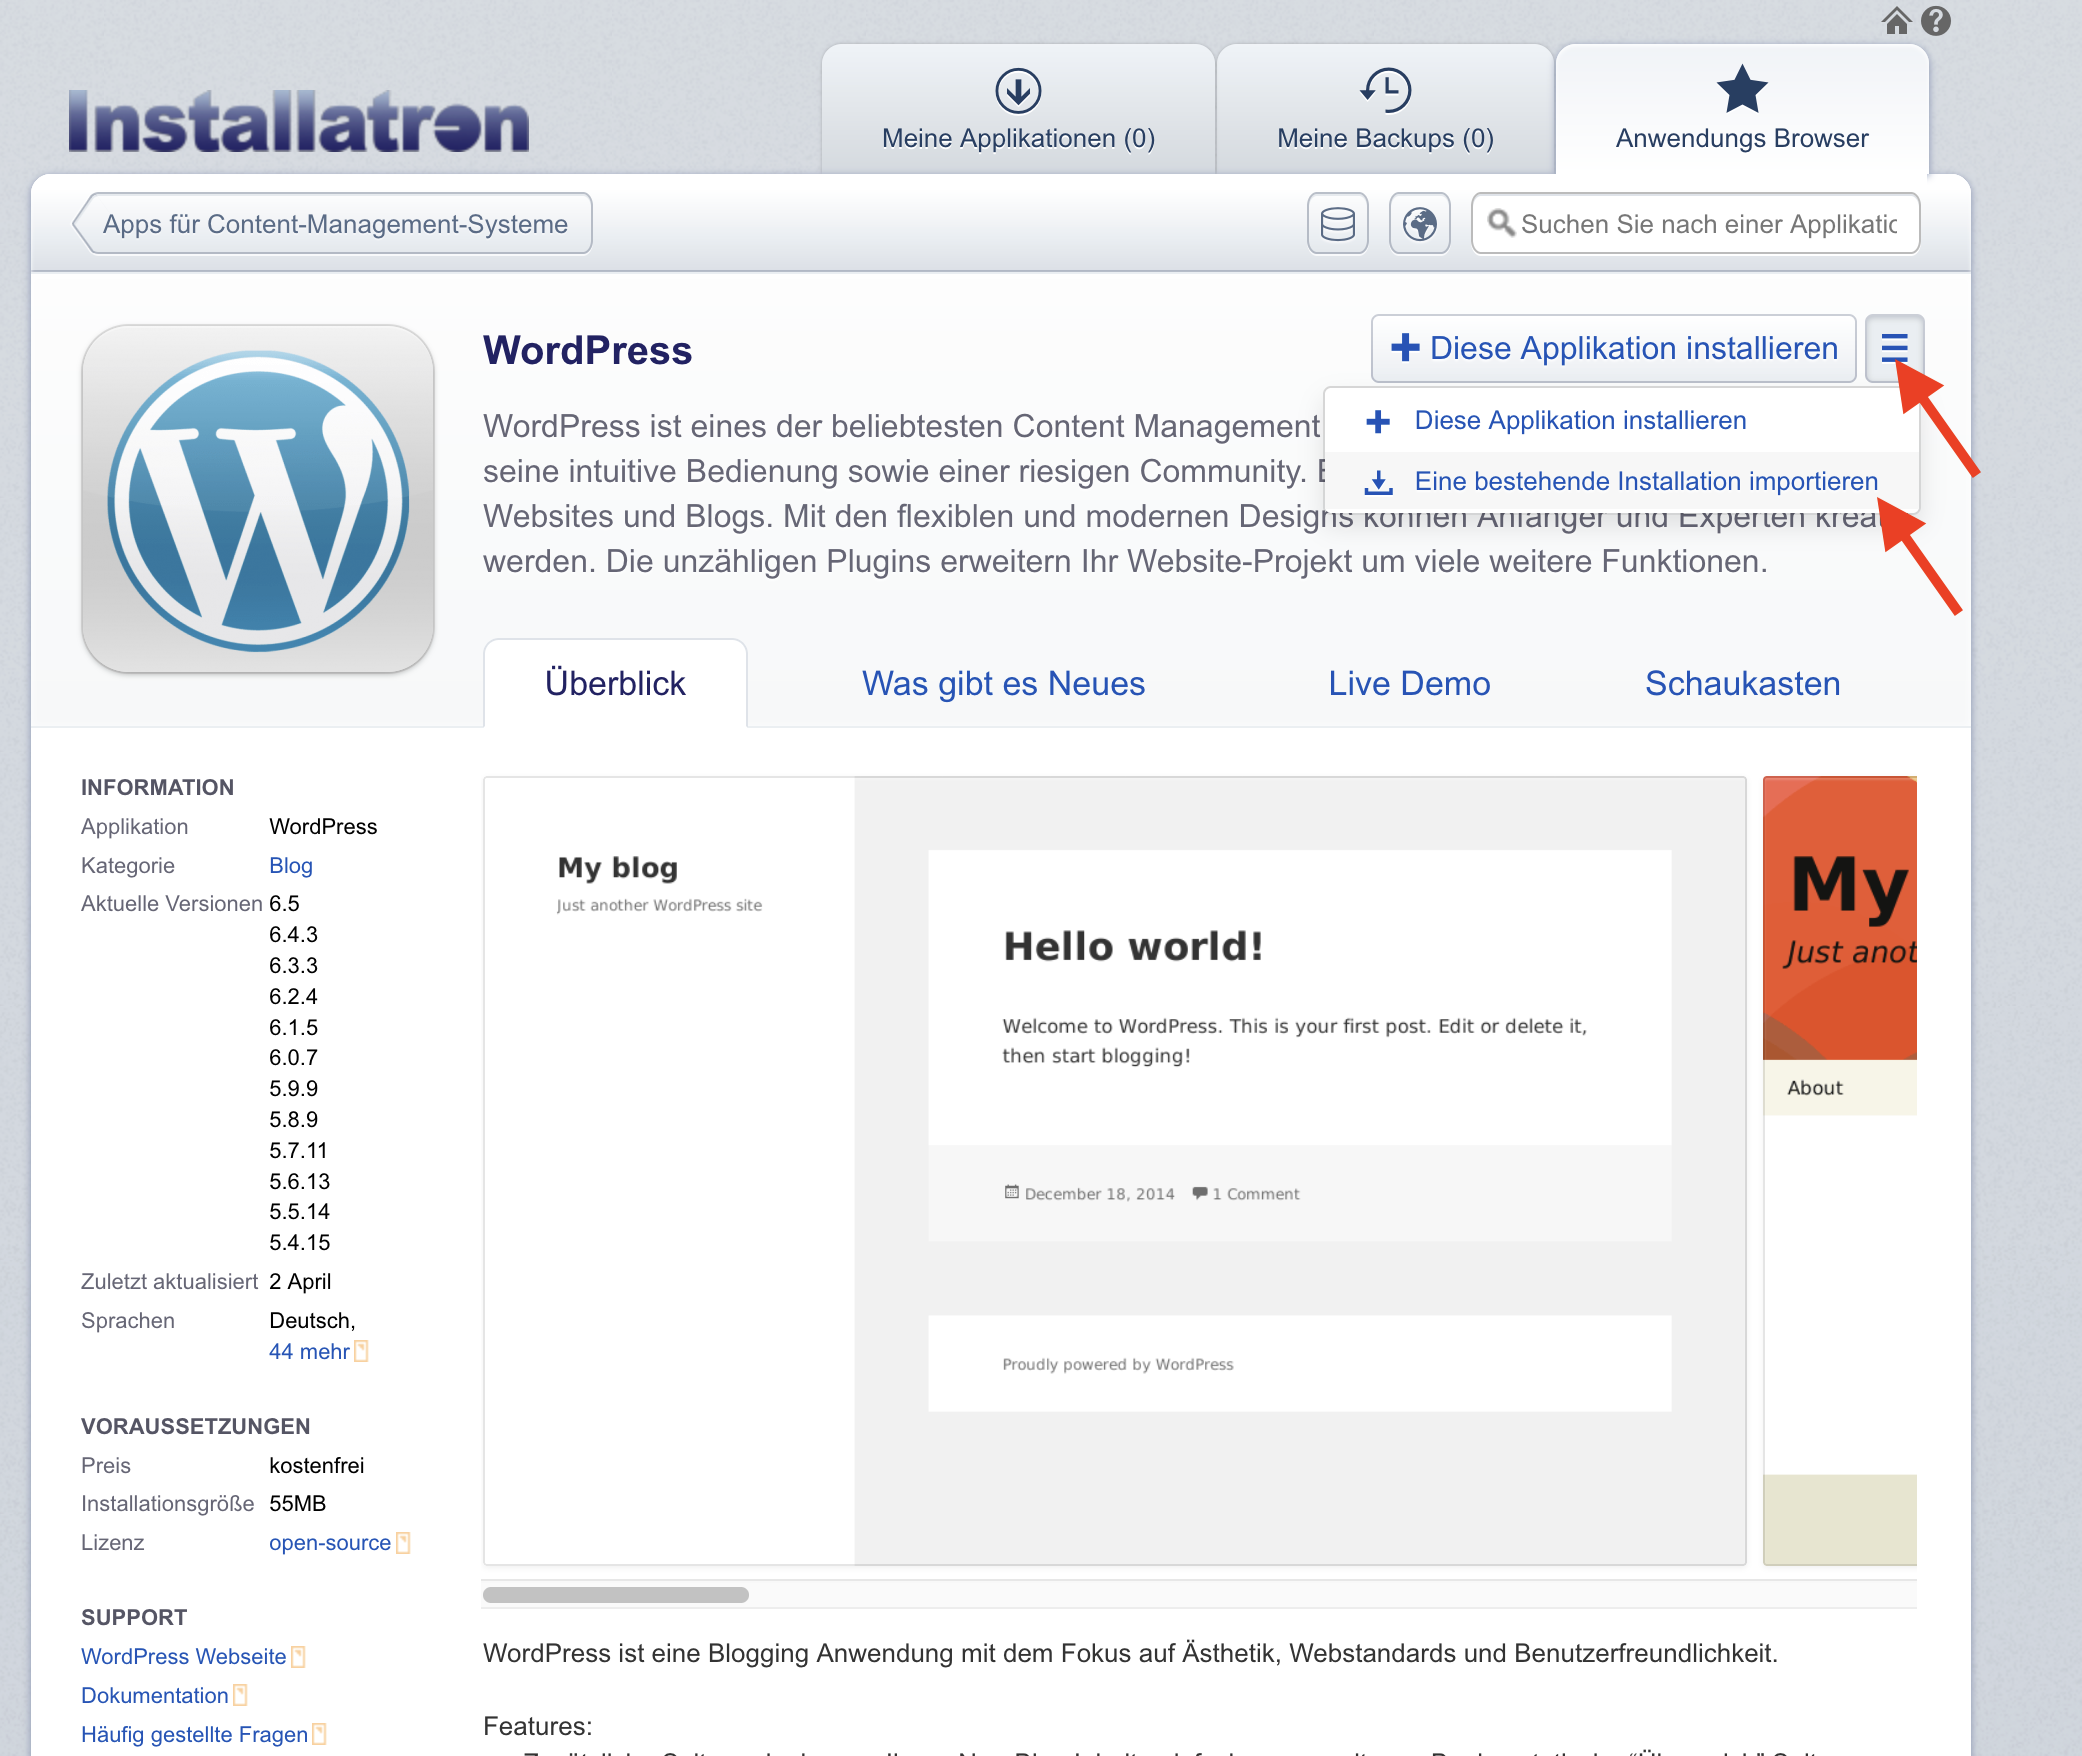 Installatron
Meine Applikationen (0)
Meine Backups (0)
Anwendungs Browser
Apps für Content-Management-Systeme
Suchen Sie nach einer Applikatic
WordPress
Diese Applikation installieren
Diese Applikation installieren
Eine bestehende Installation importieren
WordPress ist eines der beliebtesten Content Management
seine intuitive Bedienung sowie einer riesigen Community.
Websites und Blogs. Mit den flexiblen und modernen Designs können Anfänger und Experten krea
werden. Die unzähligen Plugins erweitern Ihr Website-Projekt um viele weitere Funktionen.
Überblick
Was gibt es Neues
Live Demo
Schaukasten
INFORMATION
Applikation WordPress
Kategorie Blog
Aktuelle Versionen 6.5
6.4.3
6.3.3
6.2.4
6.1.5
6.0.7
5.9.9
5.8.9
5.7.11
5.6.13
5.5.14
5.4.15
Zuletzt aktualisiert 2 April
Sprachen Deutsch,
44 mehr
VORAUSSETZUNGEN
Preis kostenfrei
Installationsgröße 55MB
Lizenz open-source
SUPPORT
WordPress Webseite
Dokumentation
Häufig gestellte Fragen
My blog
Just another WordPress site
Hello world!
Welcome to WordPress. This is your first post. Edit or delete it,
then start blogging!
December 18, 2014 1 Comment
Proudly powered by WordPress
My
Just anot
About
WordPress ist eine Blogging Anwendung mit dem Fokus auf Ästhetik, Webstandards und Benutzerfreundlichkeit.
Features: